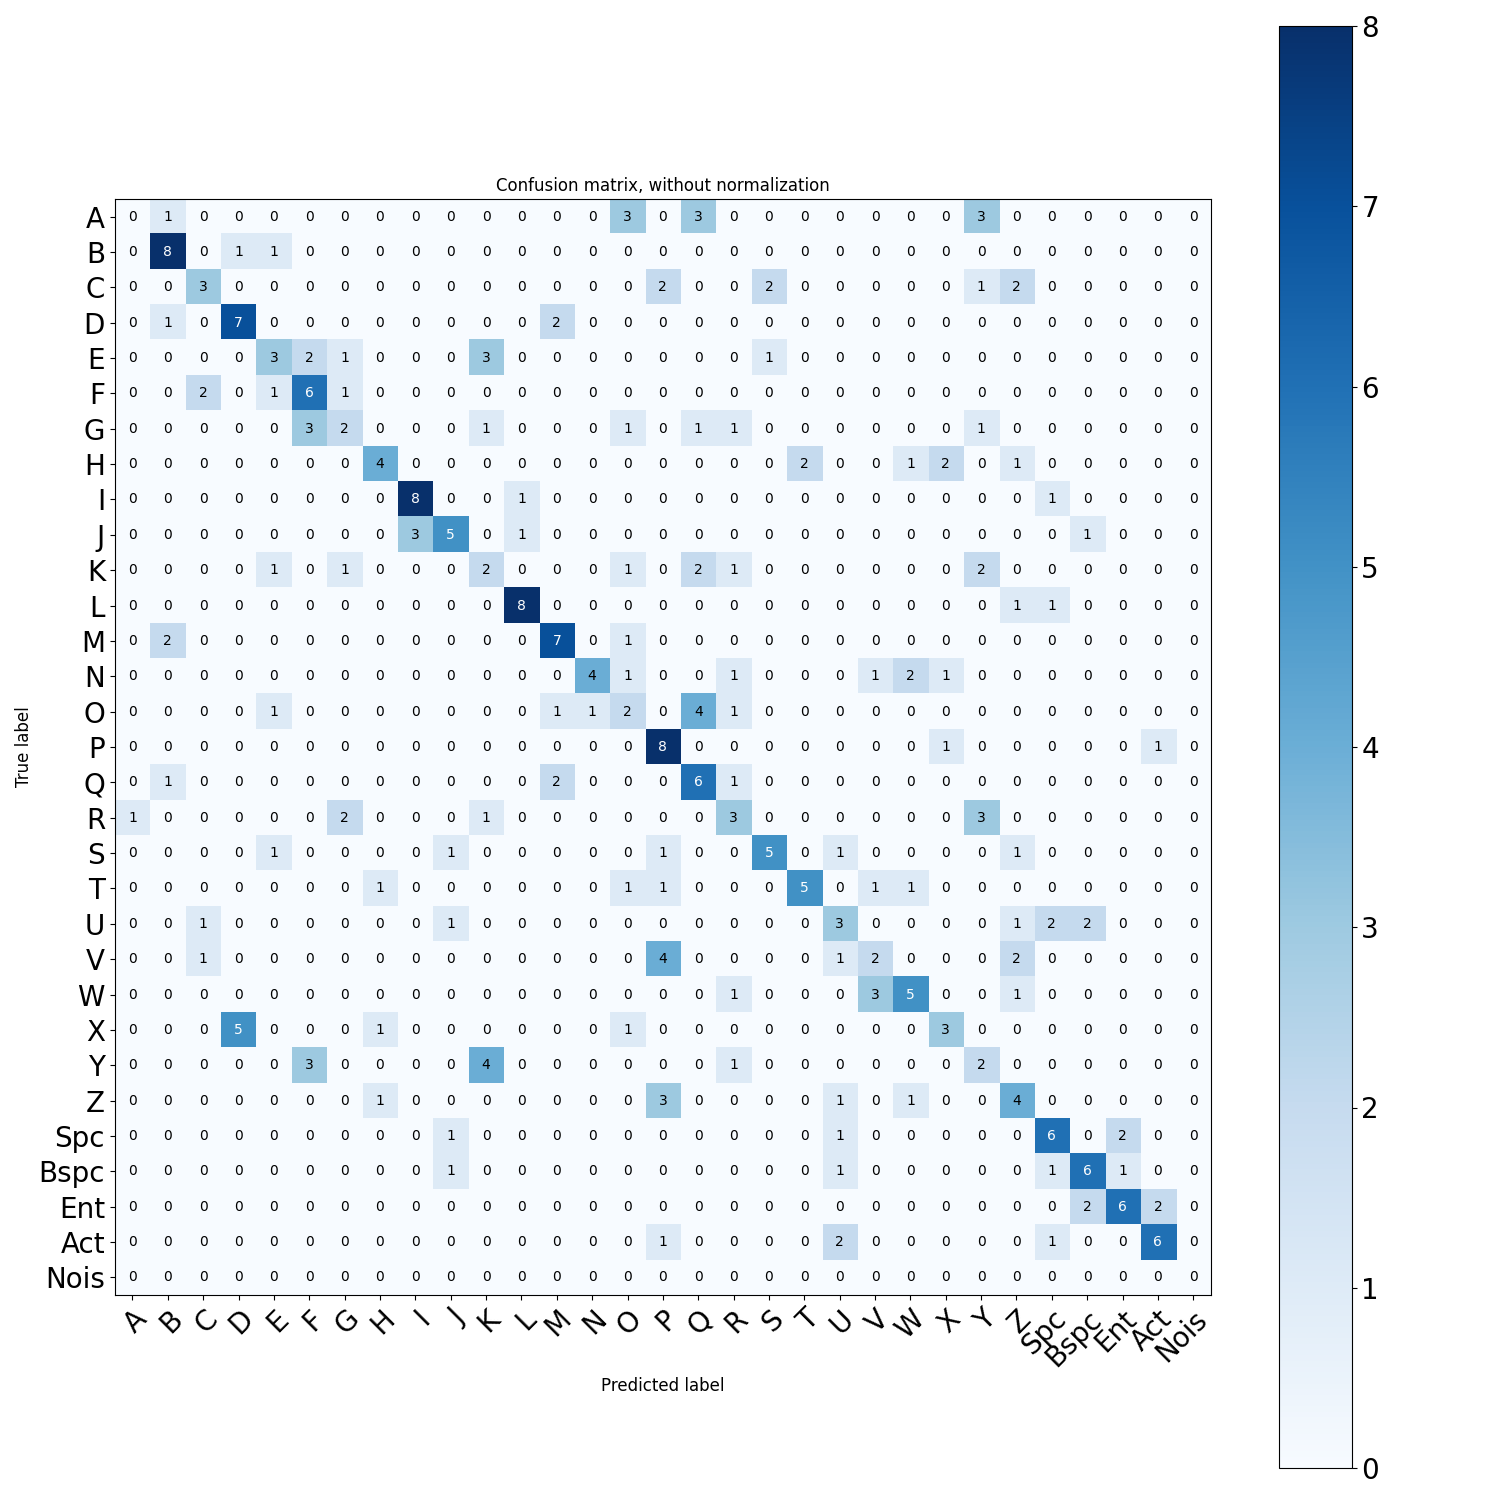 Confusion matrix, without normalization
True label
A 0 1 0 0 0 0 0 0 0 0 0 0 0 0 3 0 3 0 0 0 0 0 0 0 3 0 0 0 0 0 0
B 0 8 0 1 1 0 0 0 0 0 0 0 0 0 0 0 0 0 0 0 0 0 0 0 0 0 0 0 0 0 0
C 0 0 3 0 0 0 0 0 0 0 0 0 0 0 0 2 0 0 2 0 0 0 0 0 1 2 0 0 0 0 0
D 0 1 0 7 0 0 0 0 0 0 0 0 2 0 0 0 0 0 0 0 0 0 0 0 0 0 0 0 0 0 0
E 0 0 0 0 3 2 1 0 0 0 3 0 0 0 0 0 0 0 1 0 0 0 0 0 0 0 0 0 0 0 0
F 0 0 2 0 1 6 1 0 0 0 0 0 0 0 0 0 0 0 0 0 0 0 0 0 0 0 0 0 0 0 0
G 0 0 0 0 0 3 2 0 0 0 1 0 0 0 1 0 1 1 0 0 0 0 0 0 1 0 0 0 0 0 0
H 0 0 0 0 0 0 0 4 0 0 0 0 0 0 0 0 0 0 0 2 0 0 1 2 0 1 0 0 0 0 0
I 0 0 0 0 0 0 0 0 8 0 0 1 0 0 0 0 0 0 0 0 0 0 0 0 0 0 1 0 0 0 0
J 0 0 0 0 0 0 0 0 3 5 0 1 0 0 0 0 0 0 0 0 0 0 0 0 0 0 0 1 0 0 0
K 0 0 0 0 1 0 1 0 0 0 2 0 0 0 1 0 2 1 0 0 0 0 0 0 2 0 0 0 0 0 0
L 0 0 0 0 0 0 0 0 0 0 0 8 0 0 0 0 0 0 0 0 0 0 0 0 0 1 1 0 0 0 0
M 0 2 0 0 0 0 0 0 0 0 0 0 7 0 1 0 0 0 0 0 0 0 0 0 0 0 0 0 0 0 0
N 0 0 0 0 0 0 0 0 0 0 0 0 0 4 1 0 0 1 0 0 0 1 2 1 0 0 0 0 0 0 0
O 0 0 0 0 1 0 0 0 0 0 0 0 1 1 2 0 4 1 0 0 0 0 0 0 0 0 0 0 0 0 0
P 0 0 0 0 0 0 0 0 0 0 0 0 0 0 0 8 0 0 0 0 0 0 0 1 0 0 0 0 0 1 0
Q 0 1 0 0 0 0 0 0 0 0 0 0 2 0 0 0 6 1 0 0 0 0 0 0 0 0 0 0 0 0 0
R 1 0 0 0 0 0 2 0 0 0 1 0 0 0 0 0 0 3 0 0 0 0 0 0 3 0 0 0 0 0 0
S 0 0 0 0 1 0 0 0 0 1 0 0 0 0 0 1 0 0 5 0 1 0 0 0 0 1 0 0 0 0 0
T 0 0 0 0 0 0 0 1 0 0 0 0 0 0 1 1 0 0 0 5 0 1 1 0 0 0 0 0 0 0 0
U 0 0 1 0 0 0 0 0 0 1 0 0 0 0 0 0 0 0 0 0 3 0 0 0 0 1 2 2 0 0 0
V 0 0 1 0 0 0 0 0 0 0 0 0 0 0 0 4 0 0 0 0 1 2 0 0 0 2 0 0 0 0 0
W 0 0 0 0 0 0 0 0 0 0 0 0 0 0 0 0 0 1 0 0 0 3 5 0 0 1 0 0 0 0 0
X 0 0 0 5 0 0 0 1 0 0 0 0 0 0 1 0 0 0 0 0 0 0 0 3 0 0 0 0 0 0 0
Y 0 0 0 0 0 3 0 0 0 0 4 0 0 0 0 0 0 1 0 0 0 0 0 0 2 0 0 0 0 0 0
Z 0 0 0 0 0 0 0 1 0 0 0 0 0 0 0 3 0 0 0 0 1 0 1 0 0 4 0 0 0 0 0
Spc 0 0 0 0 0 0 0 0 0 1 0 0 0 0 0 0 0 0 0 0 1 0 0 0 0 0 6 0 2 0 0
Bspc 0 0 0 0 0 0 0 0 0 1 0 0 0 0 0 0 0 0 0 0 1 0 0 0 0 0 1 6 1 0 0
Ent 0 0 0 0 0 0 0 0 0 0 0 0 0 0 0 0 0 0 0 0 0 0 0 0 0 0 0 2 6 2 0
Act 0 0 0 0 0 0 0 0 0 0 0 0 0 0 0 1 0 0 0 0 2 0 0 0 0 0 1 0 0 6 0
Nois 0 0 0 0 0 0 0 0 0 0 0 0 0 0 0 0 0 0 0 0 0 0 0 0 0 0 0 0 0 0 0
A B C D E F G H I J K L M N O P Q R S T U V W X Y Z Spc Bspc Ent Act Nois
Predicted label
8
7
6
5
4
3
2
1
0